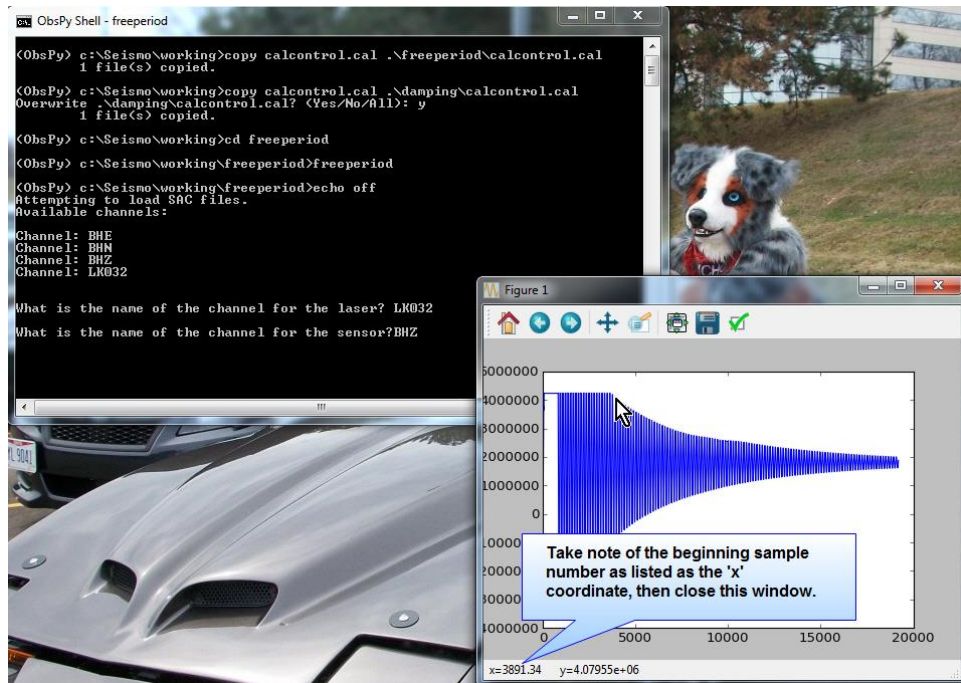 ObsPy Shell - freeperiod
(ObsPy) c:\Seismo\working>copy calcontrol.cal .\freeperiod\calcontrol.cal
1 file(s) copied.
(ObsPy) c:\Seismo\working>copy calcontrol.cal .\damping\calcontrol.cal
Overwrite .\damping\calcontrol.cal? (Yes/No/All): y
1 file(s) copied.
(ObsPy) c:\Seismo\working>cd freeperiod
(ObsPy) c:\Seismo\working\freeperiod>freeperiod
(ObsPy) c:\Seismo\working\freeperiod>echo off
Attempting to load SAC files.
Available channels:
Channel: BHE
Channel: BHN
Channel: BHZ
Channel: LK032
What is the name of the channel for the laser? LK032
What is the name of the channel for the sensor?BHZ
Figure 1
5000000
4000000
3000000
2000000
1000000
0
Take note of the beginning sample
number as listed as the 'x'
coordinate, then close this window.
0 5000 10000 15000 20000
x=3891.34 y=4.07955e+06